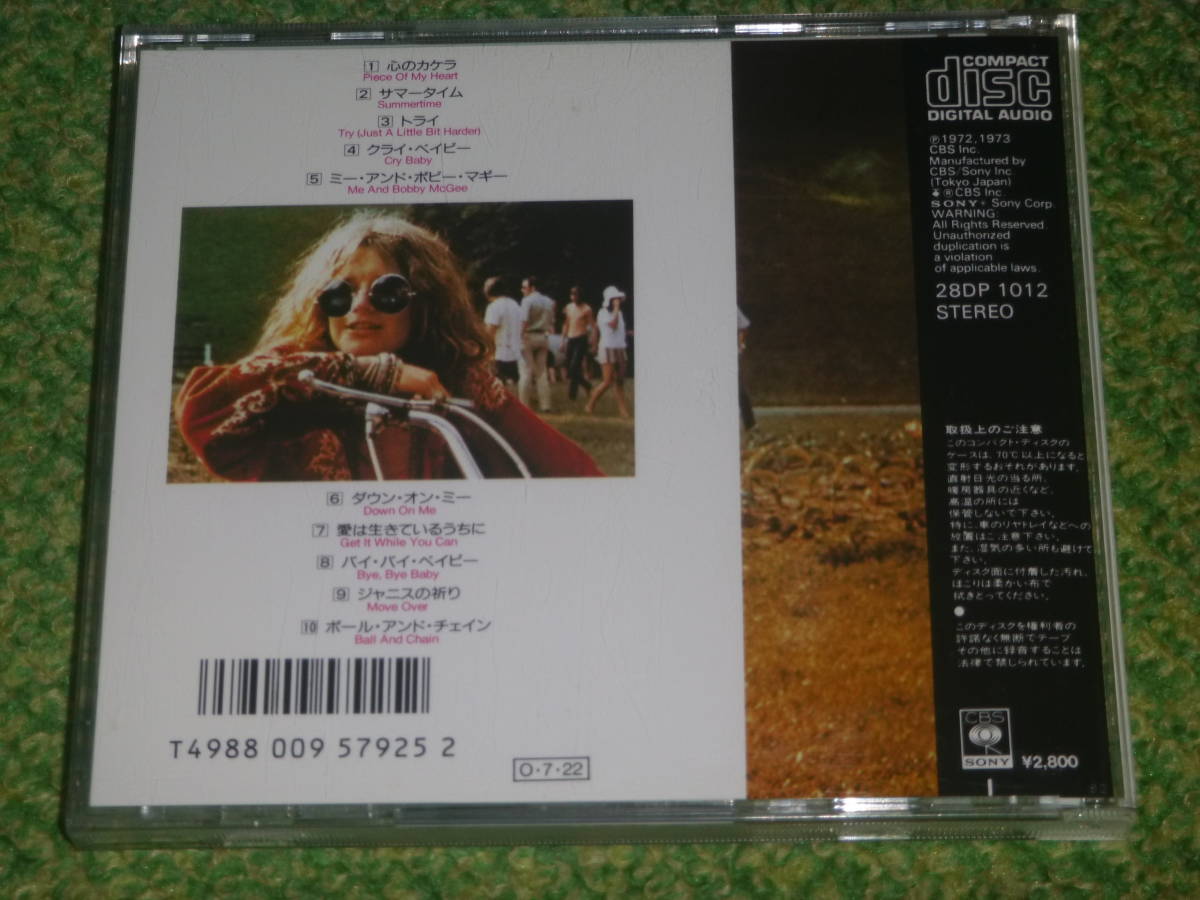 1 心のカケラ
Piece Of My Heart
2 サマータイム
Summertime
3 トライ
Try (Just A Little Bit Harder)
4 クライ・ベイビー
Cry Baby
5 ミー・アンド・ボビー・マギー
Me And Bobby McGee
6 ダウン・オン・ミー
Down On Me
7 愛は生きているうちに
Get It While You Can
8 バイ・バイ・ベイビー
Bye, Bye Baby
9 ジャニスの祈り
Move Over
10 ボール・アンド・チェイン
Ball And Chain
T4988 009 57925 2
O・7・22
COMPACT
disc
DIGITAL AUDIO
℗1972,1973
CBS Inc.
Manufactured by
CBS/Sony Inc.
(Tokyo Japan)
® CBS Inc.
SONY® Sony Corp.
WARNING:
All Rights Reserved.
Unauthorized
duplication is
a violation
of applicable laws.
28DP 1012
STEREO
取扱上のご注意
このコンパクト・ディスクの
ケースは、70℃以上になると
変形するおそれがあります。
直射日光の当る所、
暖房器具の近くなど、
高温の所には
保管しないで下さい。
特に、車のリヤトレイなどへの
放置はご注意下さい。
また、湿気の多い所も避けて
下さい。
ディスク面に付着した汚れ、
ほこりは柔かい布で
拭きとってください。
●
このディスクを権利者の
許諾なく無断でテープ
その他に録音することは
法律で禁じられています。
CBS
SONY
¥2,800